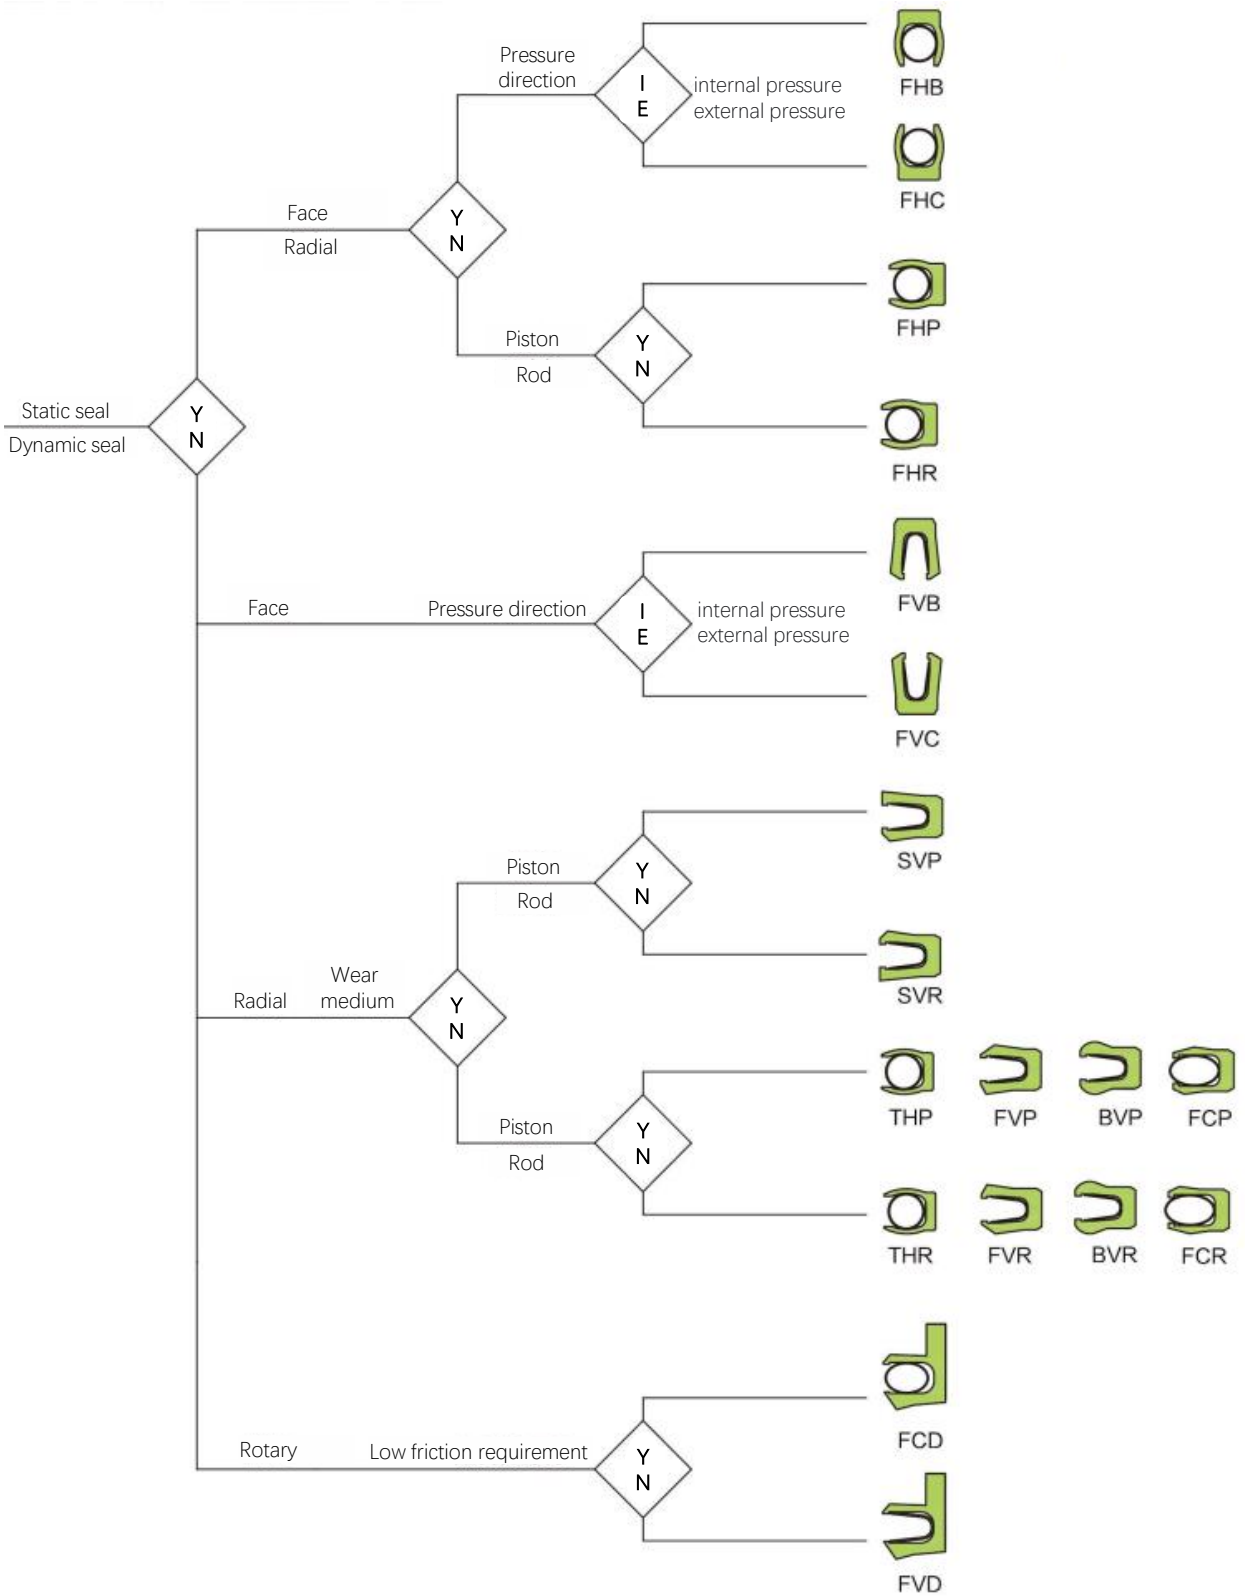 Pressure
direction
I
E
internal pressure
external pressure
FHB
FHC
Face
Radial
Y
N
Piston
Rod
Y
N
FHP
FHR
Static seal
Dynamic seal
Y
N
Face
Pressure direction
I
E
internal pressure
external pressure
FVB
FVC
Piston
Rod
Y
N
SVP
SVR
Radial
Wear
medium
Y
N
Piston
Rod
Y
N
THP FVP BVP FCP
THR FVR BVR FCR
Rotary
Low friction requirement
Y
N
FCD
FVD